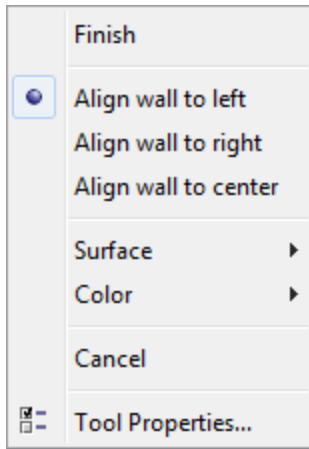 Finish
Align wall to left
Align wall to right
Align wall to center
Surface
Color
Cancel
Tool Properties...